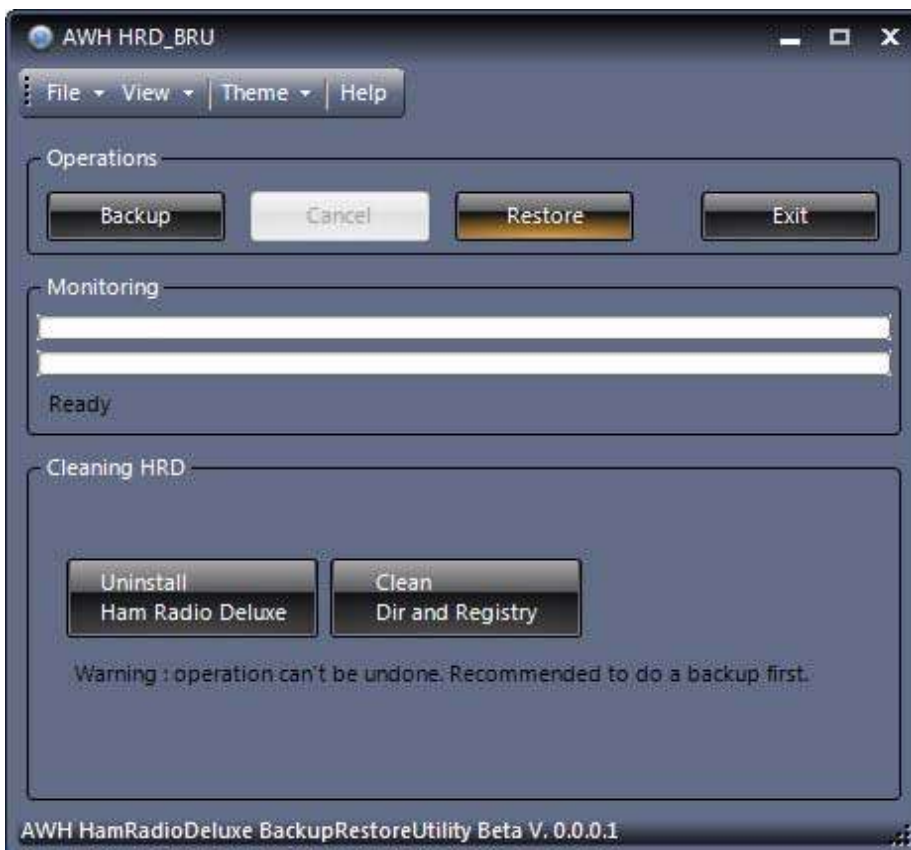 AWH HRD_BRU
File View Theme Help
Operations
Backup Cancel Restore Exit
Monitoring
Ready
Cleaning HRD
Uninstall
Ham Radio Deluxe
Clean
Dir and Registry
Warning : operation can't be undone. Recommended to do a backup first.
AWH HamRadioDeluxe BackupRestoreUtility Beta V. 0.0.0.1